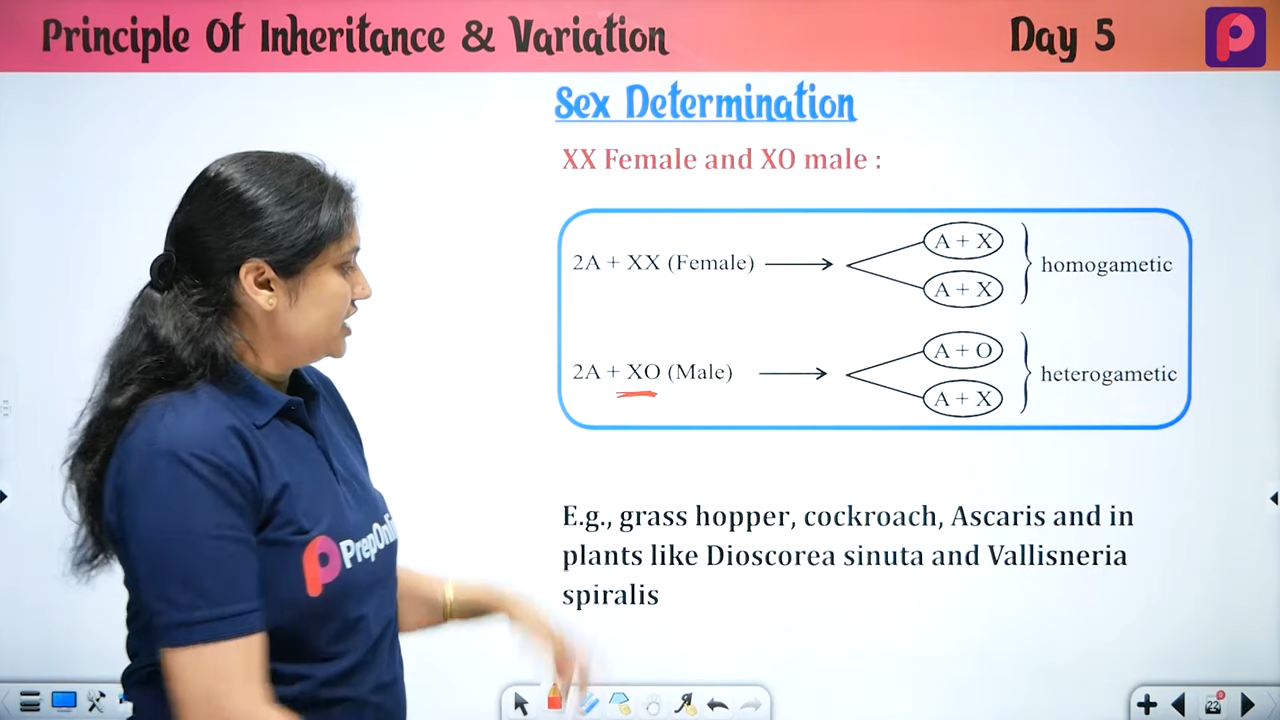 Principle Of Inheritance & Variation
Day 5
Sex Determination
XX Female and XO male :
2A + XX (Female)
A + X
A + X
homogametic
2A + XO (Male)
A + O
A + X
heterogametic
E.g., grass hopper, cockroach, Ascaris and in
plants like Dioscorea sinuta and Vallisneria
spiralis
PrepOnli